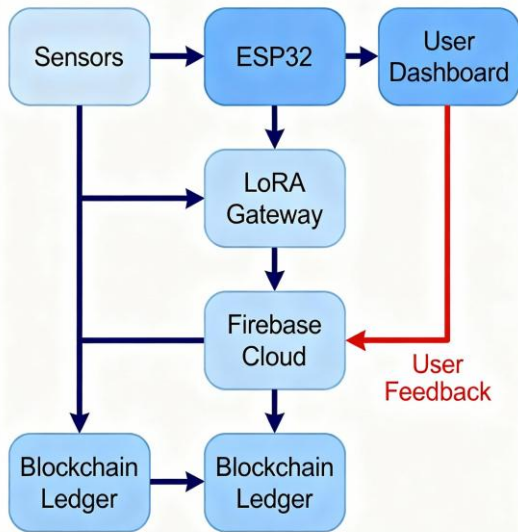 Sensors
ESP32
User
Dashboard
LoRA
Gateway
Firebase
Cloud
User
Feedback
Blockchain
Ledger
Blockchain
Ledger